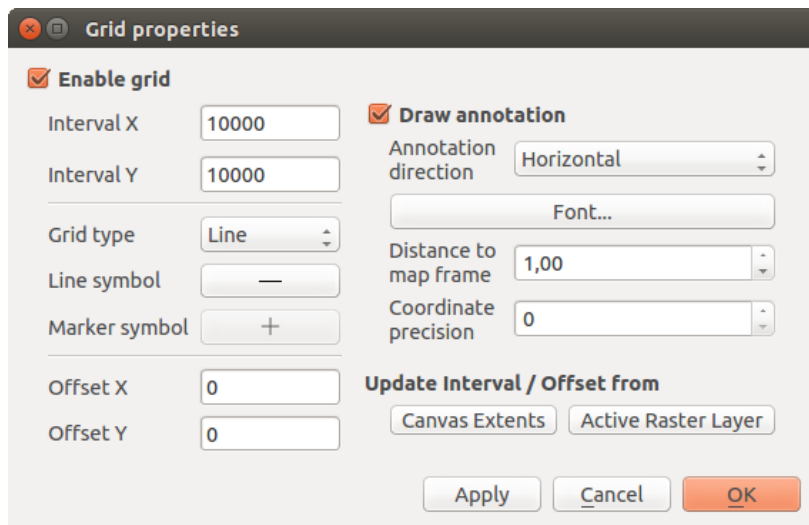 Grid properties
Enable grid
Interval X 10000
Interval Y 10000
Grid type Line
Line symbol
Marker symbol
Offset X 0
Offset Y 0
Draw annotation
Annotation
direction
Horizontal
Font...
Distance to
map frame
1,00
Coordinate
precision
0
Update Interval / Offset from
Canvas Extents Active Raster Layer
Apply Cancel OK